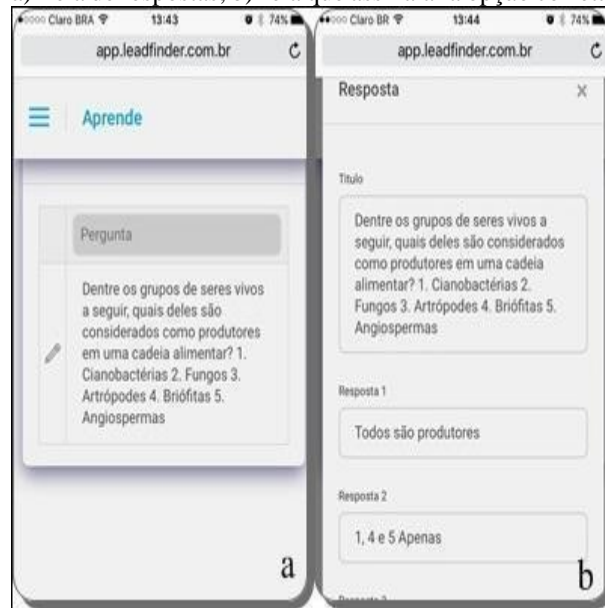 ●○○○○ Claro BRA 13:43 74%
app.leadfinder.com.br
Aprende
Pergunta
Dentre os grupos de seres vivos
a seguir, quais deles são
considerados como produtores
em uma cadeia alimentar? 1.
Cianobactérias 2. Fungos 3.
Artrópodes 4. Briófitas 5.
Angiospermas
a
●●○○○ Claro BR 13:44 74%
app.leadfinder.com.br
Resposta ×
Titulo
Dentre os grupos de seres vivos a
seguir, quais deles são considerados
como produtores em uma cadeia
alimentar? 1. Cianobactérias 2.
Fungos 3. Artrópodes 4. Briófitas 5.
Angiospermas
Resposta 1
Todos são produtores
Resposta 2
1, 4 e 5 Apenas
b